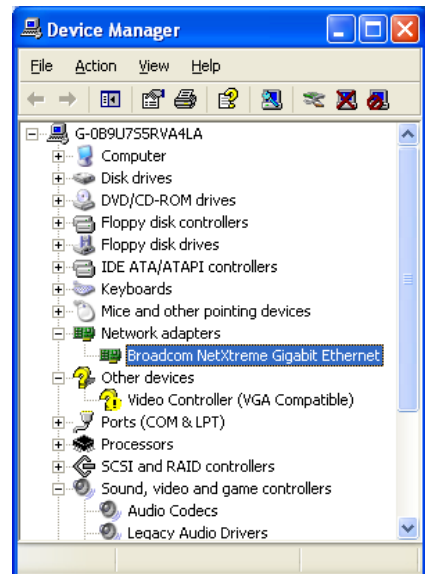 Device Manager
File Action View Help
G-0B9U7S5RVA4LA
Computer
Disk drives
DVD/CD-ROM drives
Floppy disk controllers
Floppy disk drives
IDE ATA/ATAPI controllers
Keyboards
Mice and other pointing devices
Network adapters
Broadcom NetXtreme Gigabit Ethernet
Other devices
Video Controller (VGA Compatible)
Ports (COM & LPT)
Processors
SCSI and RAID controllers
Sound, video and game controllers
Audio Codecs
Legacy Audio Drivers